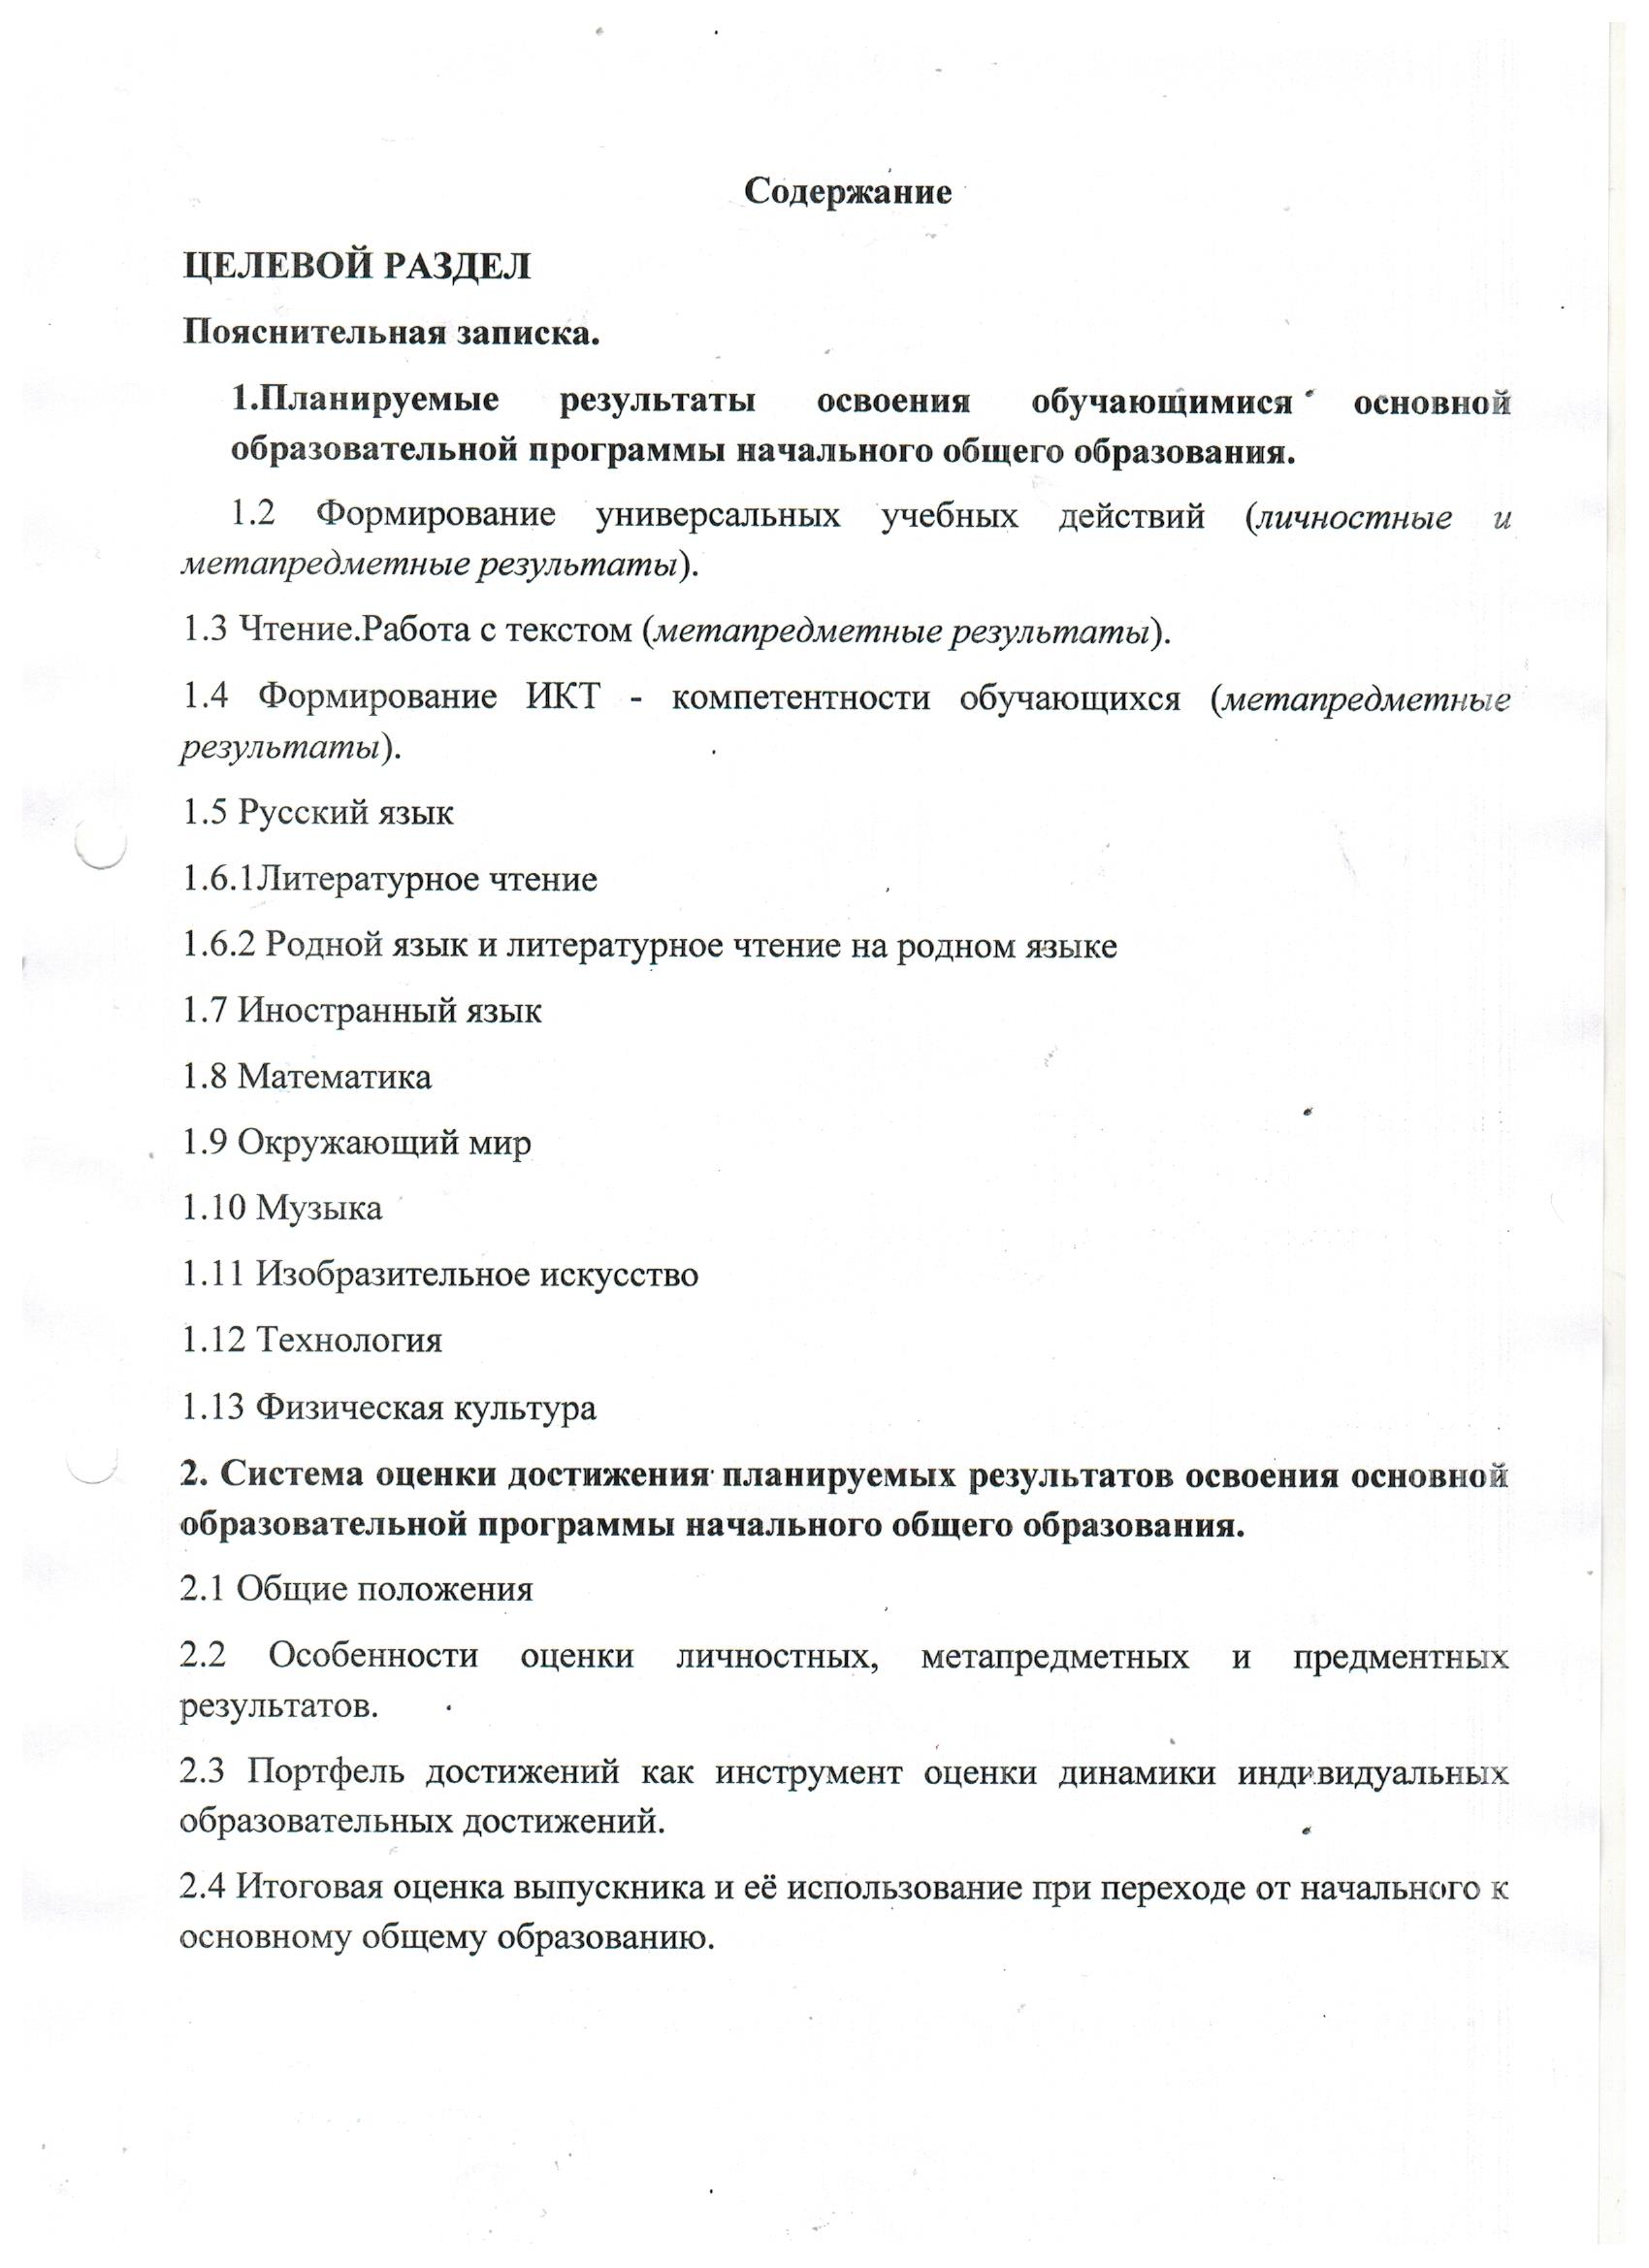 Содержание
ЦЕЛЕВОЙ РАЗДЕЛ
Пояснительная записка.
1.Планируемые результаты освоения обучающимися основной
образовательной программы начального общего образования.
1.2 Формирование универсальных учебных действий (личностные и
метапредметные результаты).
1.3 Чтение.Работа с текстом (метапредметные результаты).
1.4 Формирование ИКТ - компетентности обучающихся (метапредметные
результаты).
1.5 Русский язык
1.6.1Литературное чтение
1.6.2 Родной язык и литературное чтение на родном языке
1.7 Иностранный язык
1.8 Математика
1.9 Окружающий мир
1.10 Музыка
1.11 Изобразительное искусство
1.12 Технология
1.13 Физическая культура
2. Система оценки достижения планируемых результатов освоения основной
образовательной программы начального общего образования.
2.1 Общие положения
2.2 Особенности оценки личностных, метапредметных и предментных
результатов.
2.3 Портфель достижений как инструмент оценки динамики индивидуальных
образовательных достижений.
2.4 Итоговая оценка выпускника и её использование при переходе от начального к
основному общему образованию.